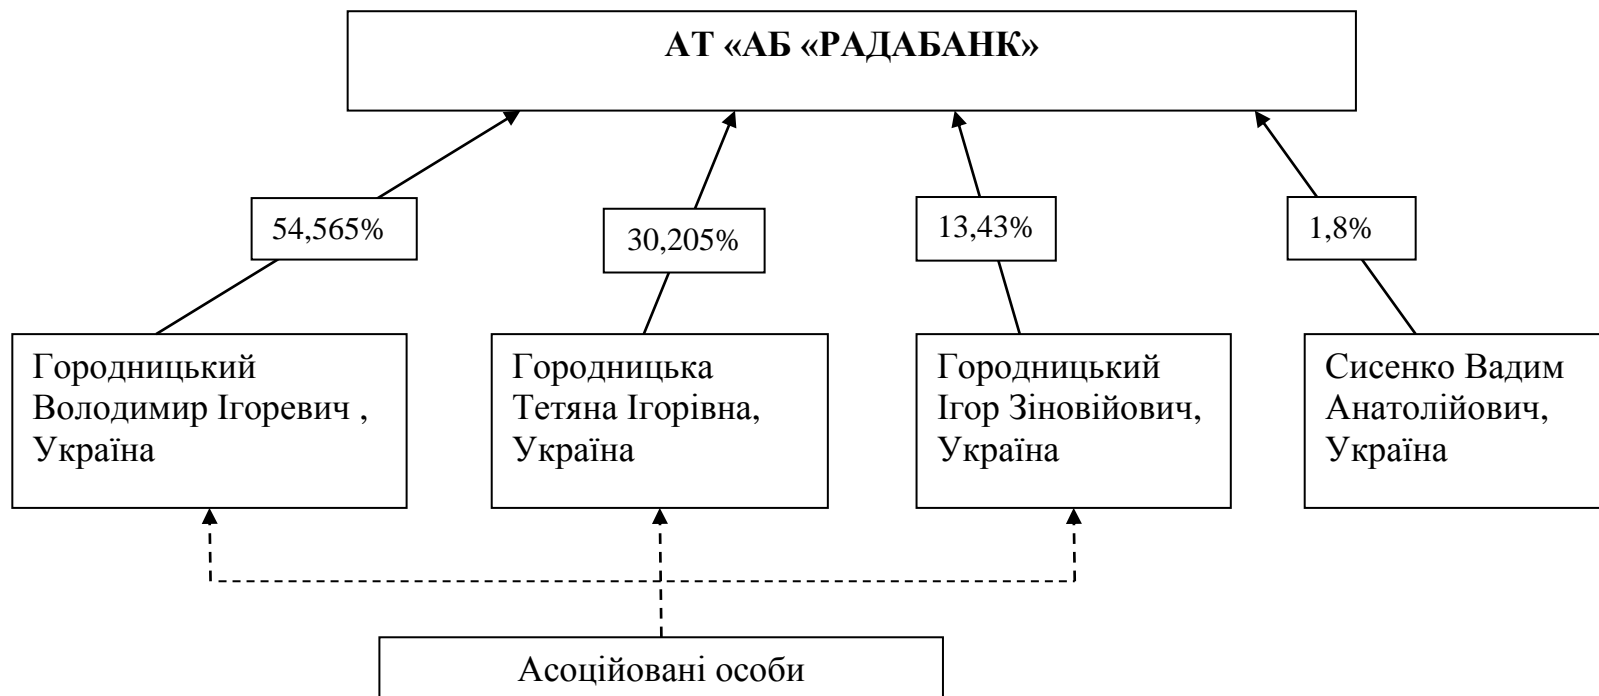 АТ «АБ «РАДАБАНК»
54,565%
30,205%
13,43%
1,8%
Городницький
Володимир Ігоревич ,
Україна
Городницька
Тетяна Ігорівна,
Україна
Городницький
Ігор Зіновійович,
Україна
Сисенко Вадим
Анатолійович,
Україна
Асоційовані особи